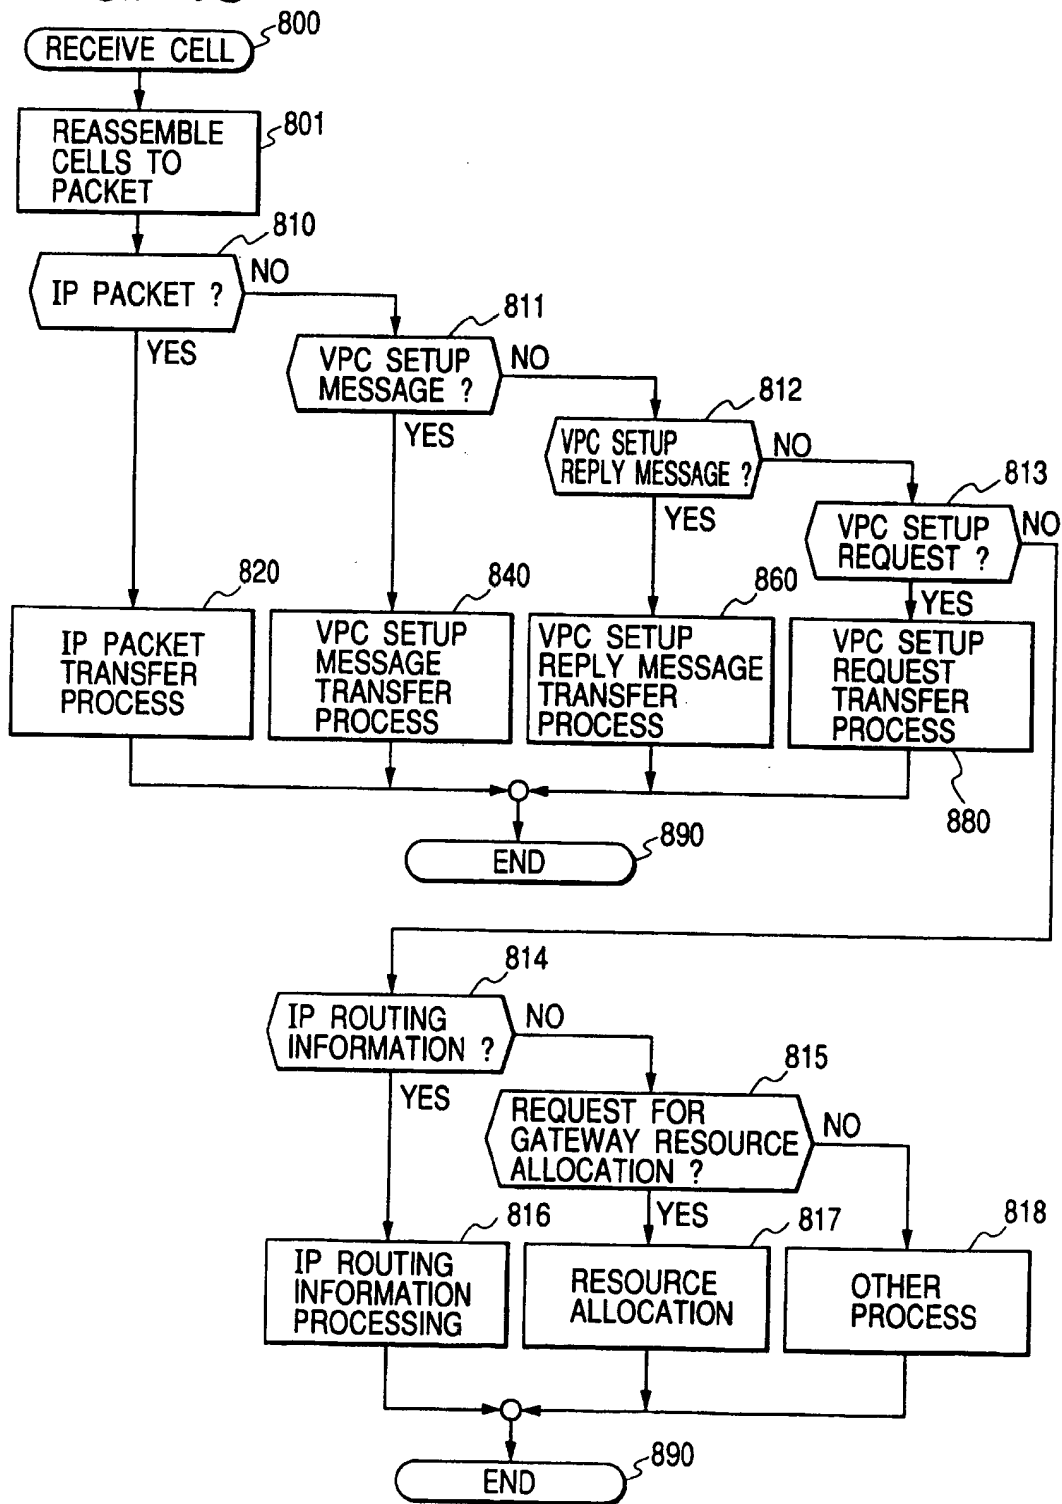 800
RECEIVE CELL
801
REASSEMBLE
CELLS TO
PACKET
810
IP PACKET ?
NO
YES
811
VPC SETUP
MESSAGE ?
NO
YES
812
VPC SETUP
REPLY MESSAGE ?
NO
YES
813
VPC SETUP
REQUEST ?
NO
YES
820
IP PACKET
TRANSFER
PROCESS
840
VPC SETUP
MESSAGE
TRANSFER
PROCESS
860
VPC SETUP
REPLY MESSAGE
TRANSFER
PROCESS
VPC SETUP
REQUEST
TRANSFER
PROCESS
880
END
890
814
IP ROUTING
INFORMATION ?
NO
YES
815
REQUEST FOR
GATEWAY RESOURCE
ALLOCATION ?
NO
YES
816
IP ROUTING
INFORMATION
PROCESSING
817
RESOURCE
ALLOCATION
818
OTHER
PROCESS
END
890